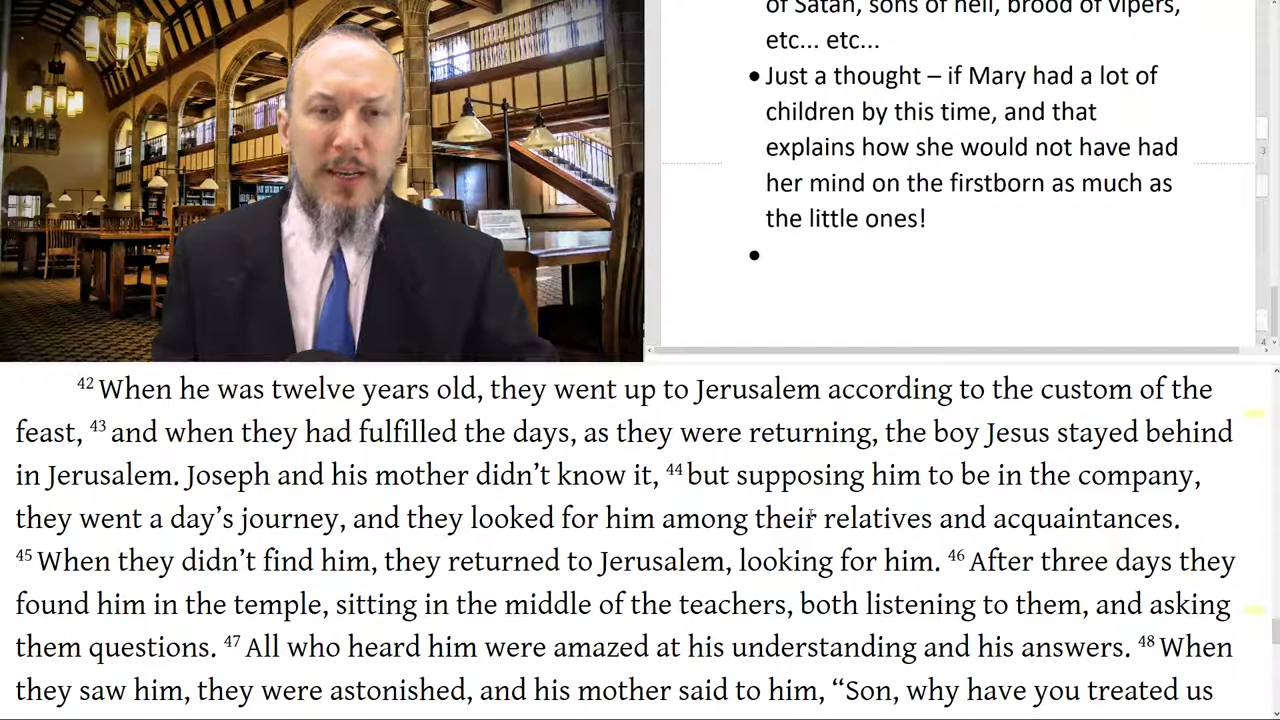 of Satan, sons of hell, brood of vipers,
etc... etc...
• Just a thought – if Mary had a lot of
children by this time, and that
explains how she would not have had
her mind on the firstborn as much as
the little ones!
•
3
4
42 When he was twelve years old, they went up to Jerusalem according to the custom of the
feast, 43 and when they had fulfilled the days, as they were returning, the boy Jesus stayed behind
in Jerusalem. Joseph and his mother didn’t know it, 44 but supposing him to be in the company,
they went a day’s journey, and they looked for him among their relatives and acquaintances.
45 When they didn’t find him, they returned to Jerusalem, looking for him. 46 After three days they
found him in the temple, sitting in the middle of the teachers, both listening to them, and asking
them questions. 47 All who heard him were amazed at his understanding and his answers. 48 When
they saw him, they were astonished, and his mother said to him, “Son, why have you treated us